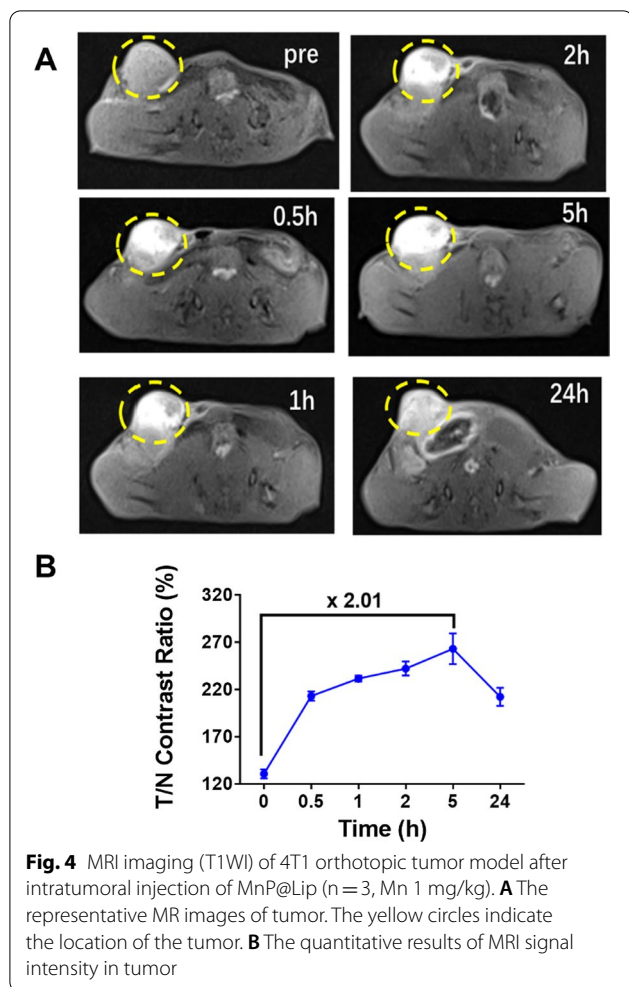 A
pre
2h
0.5h
5h
1h
24h
B
x 2.01
T/N Contrast Ratio (%)
320
270
220
170
120
0 0.5 1 2 5 24
Time (h)
Fig. 4 MRI imaging (T1WI) of 4T1 orthotopic tumor model after
intratumoral injection of MnP@Lip (n = 3, Mn 1 mg/kg). A The
representative MR images of tumor. The yellow circles indicate
the location of the tumor. B The quantitative results of MRI signal
intensity in tumor